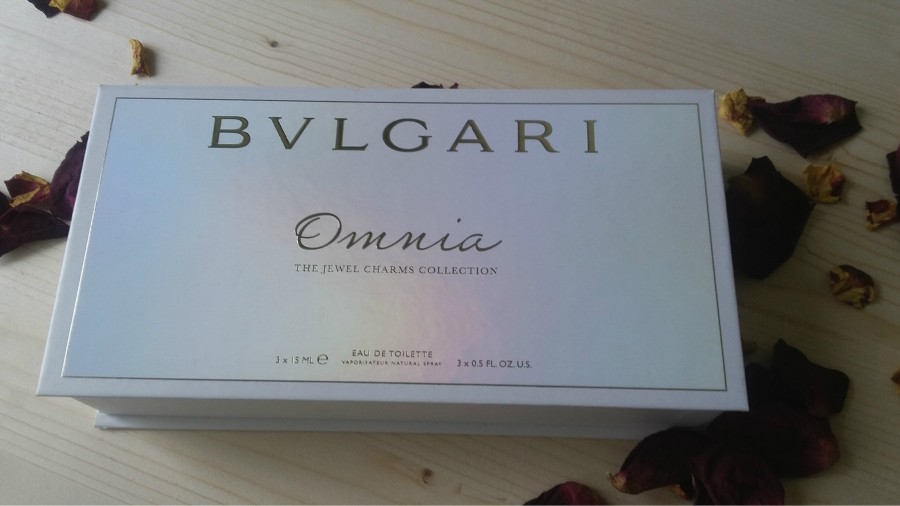 BVLGARI
Omnia
THE JEWEL CHARMS COLLECTION
3 x 15 ML ℮ EAU DE TOILETTE 3 x 0.5 FL. OZ. U.S.
VAPORISATEUR NATURAL SPRAY